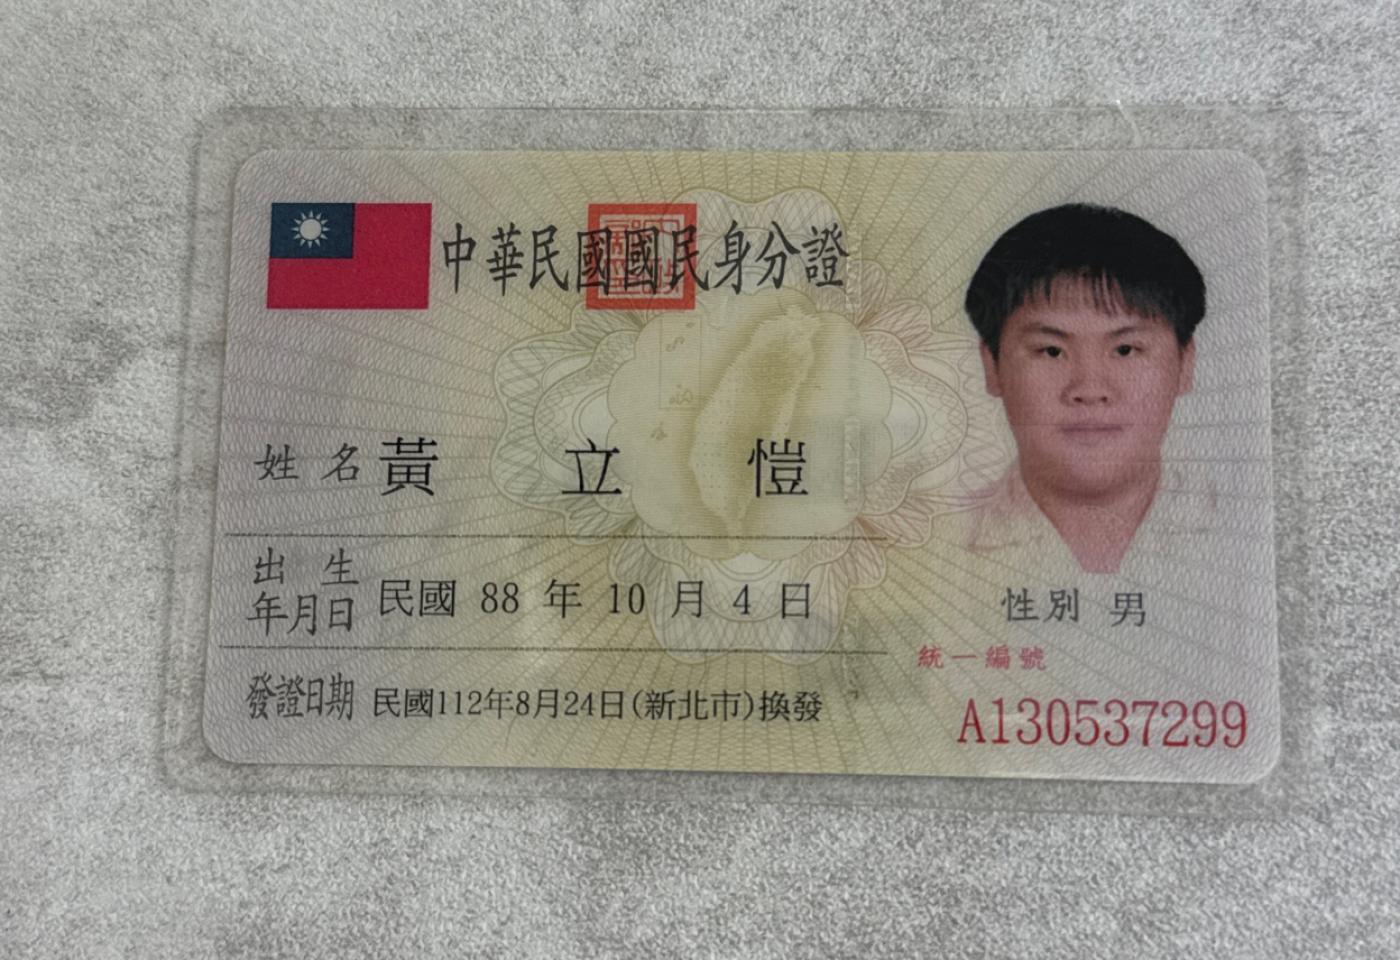 中華民國國民身分證
姓名 黃立愷
出生年月日 民國 88 年 10 月 4 日
性別 男
統一編號
發證日期 民國112年8月24日(新北市)換發
A130537299